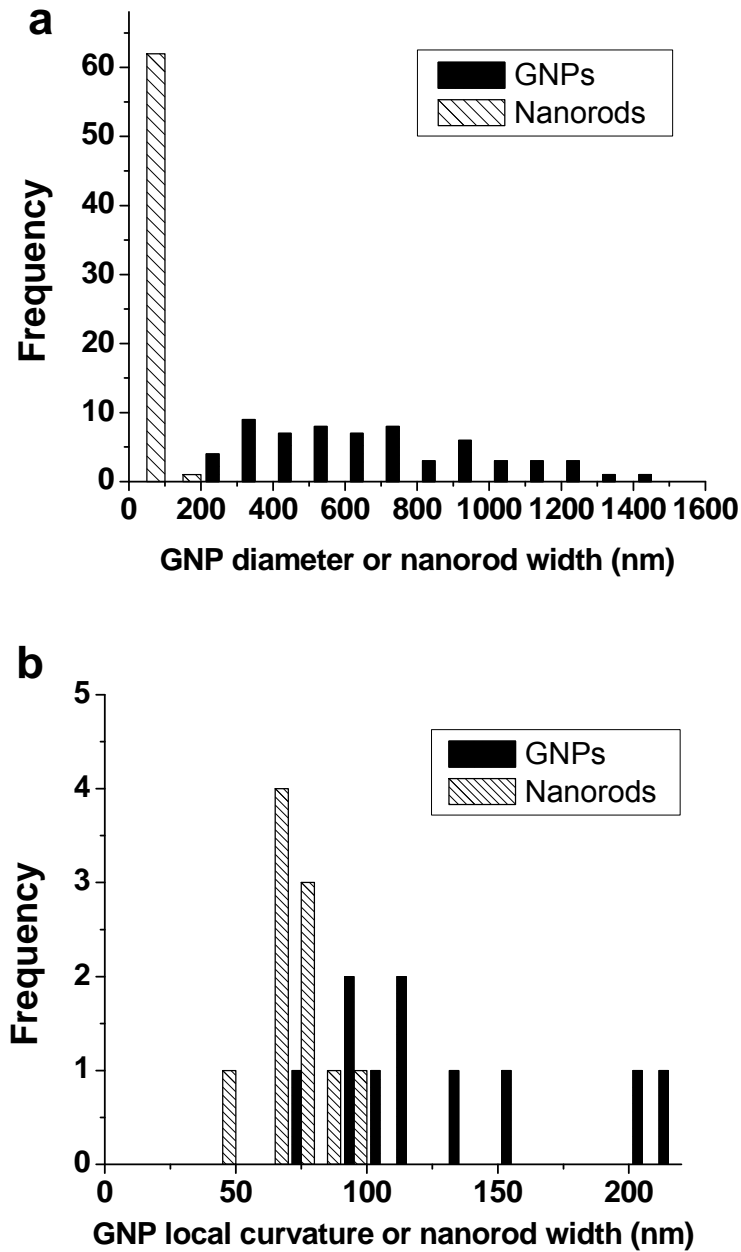 a
60
50
40
30
20
10
0
Frequency
GNPs
Nanorods
0 200 400 600 800 1000 1200 1400 1600
GNP diameter or nanorod width (nm)
b
5
4
3
2
1
0
Frequency
GNPs
Nanorods
0 50 100 150 200
GNP local curvature or nanorod width (nm)